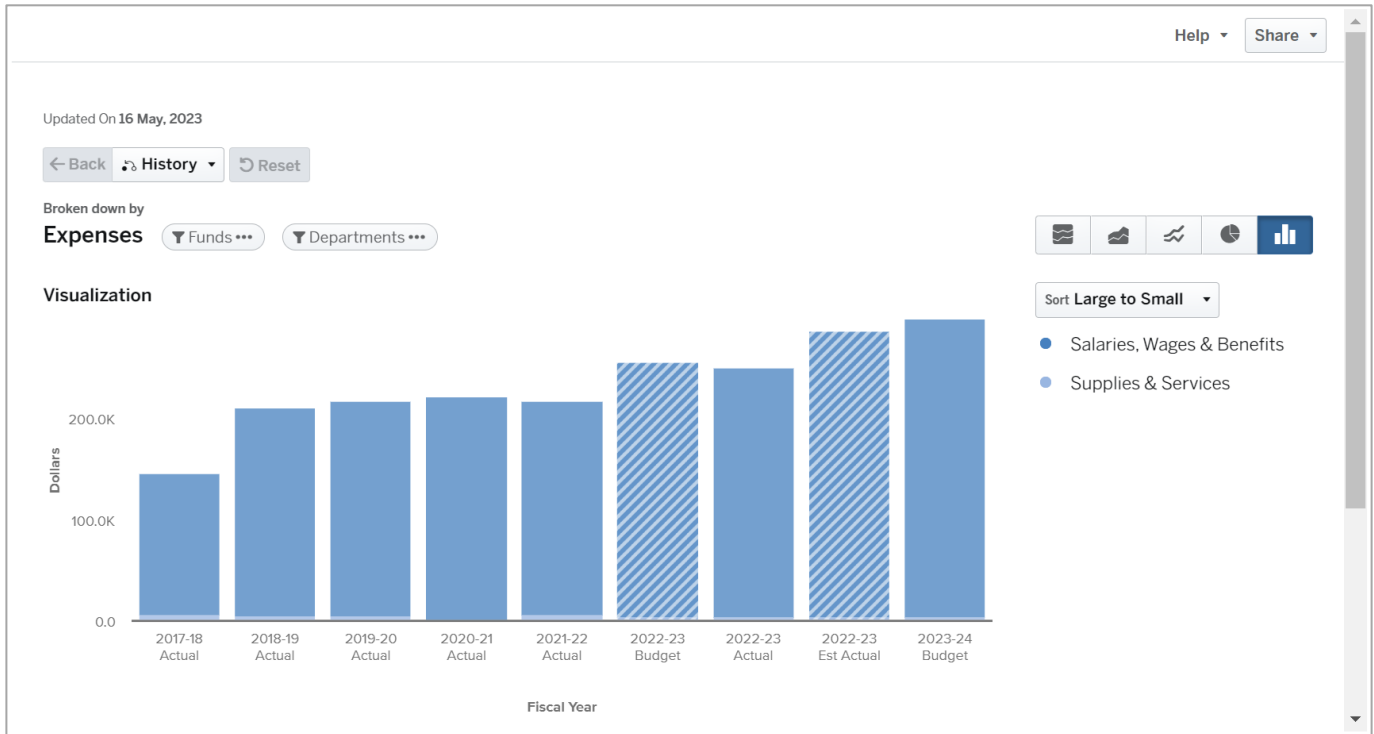 Help
Share
Updated On 16 May, 2023
Back
History
Reset
Broken down by
Expenses
Funds •••
Departments •••
Visualization
Sort Large to Small
Salaries, Wages & Benefits
Supplies & Services
Dollars
200.0K
100.0K
0.0
2017-18 Actual
2018-19 Actual
2019-20 Actual
2020-21 Actual
2021-22 Actual
2022-23 Budget
2022-23 Actual
2022-23 Est Actual
2023-24 Budget
Fiscal Year